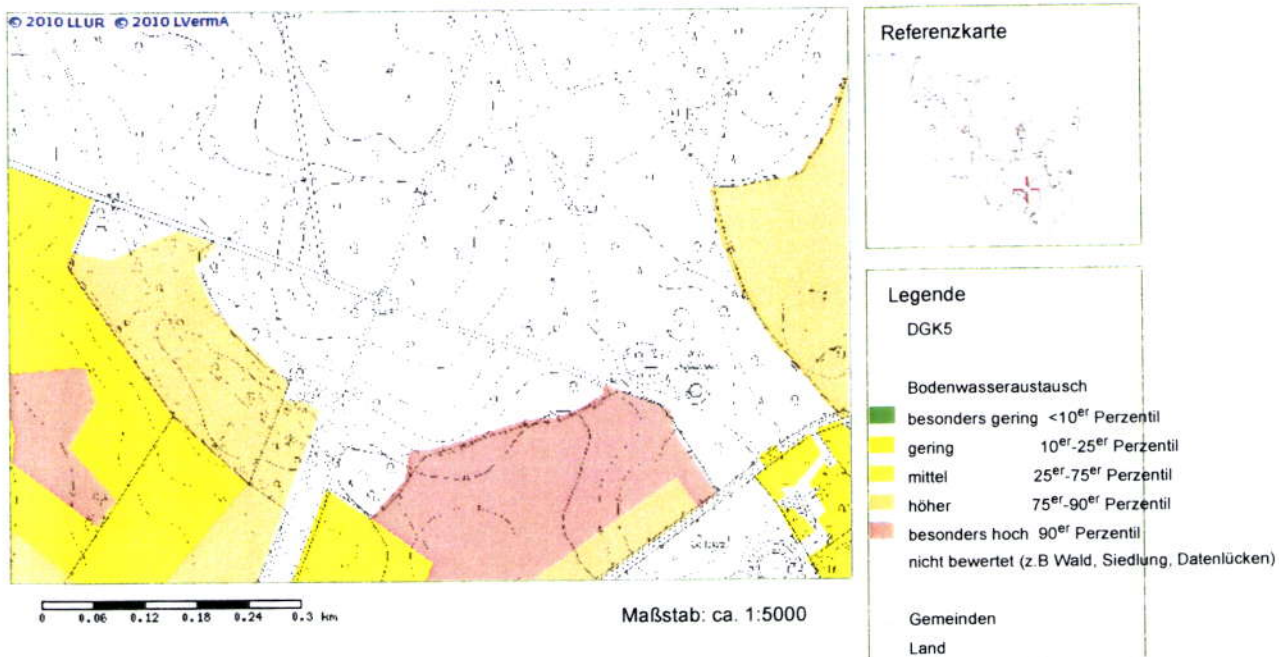 © 2010 LLUR © 2010 LVermA
Referenzkarte
Legende
DGK5
Bodenwasseraustausch
besonders gering <10er Perzentil
gering 10er-25er Perzentil
mittel 25er-75er Perzentil
höher 75er-90er Perzentil
besonders hoch 90er Perzentil
nicht bewertet (z.B Wald, Siedlung, Datenlücken)
Gemeinden
Land
0 0.06 0.12 0.18 0.24 0.3 km
Maßstab: ca. 1:5000